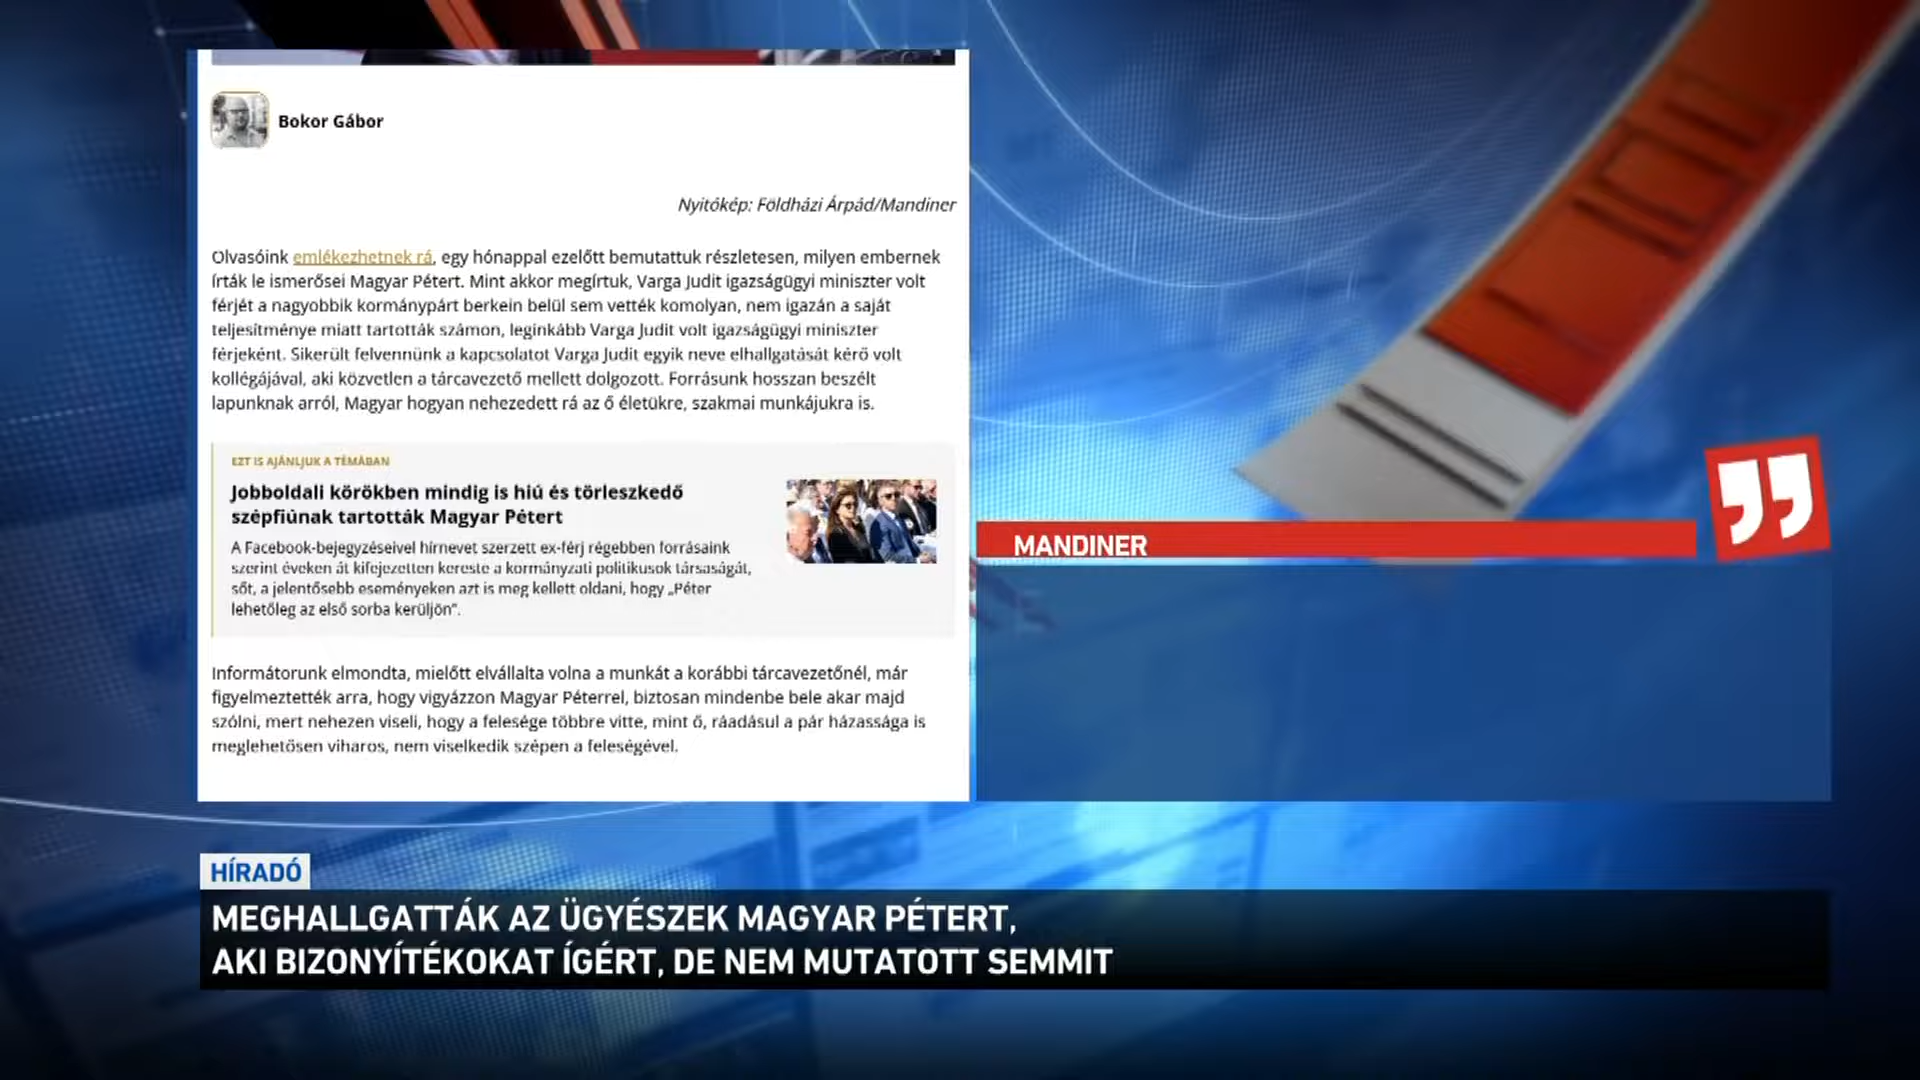 Bokor Gábor
Nyitókép: Földházi Árpád/Mandiner
Olvasóink emlékezhetnek rá, egy hónappal ezelőtt bemutattuk részletesen, milyen embernek
írták le ismerősei Magyar Pétert. Mint akkor megírtuk, Varga Judit igazságügyi miniszter volt
férjét a nagyobbik kormánypárt berkein belül sem vették komolyan, nem igazán a saját
teljesítménye miatt tartották számon, leginkább Varga Judit volt igazságügyi miniszter
férjeként. Sikerült felvennünk a kapcsolatot Varga Judit egyik neve elhallgatását kérő volt
kollégájával, aki közvetlen a tárcavezető mellett dolgozott. Forrásunk hosszan beszélt
lapunknak arról, Magyar hogyan nehezedett rá az ő életükre, szakmai munkájukra is.
EZT IS AJÁNLJUK A TÉMÁBAN
Jobboldali körökben mindig is hiú és törleszkedő
szépfiúnak tartották Magyar Pétert
A Facebook-bejegyzéseivel hírnevet szerzett ex-férj régebben forrásaink
szerint éveken át kifejezetten kereste a kormányzati politikusok társaságát,
sőt, a jelentősebb eseményeken azt is meg kellett oldani, hogy „Péter
lehetőleg az első sorba kerüljön”.
Informátorunk elmondta, mielőtt elvállalta volna a munkát a korábbi tárcavezetőnél, már
figyelmeztették arra, hogy vigyázzon Magyar Péterrel, biztosan mindenbe bele akar majd
szólni, mert nehezen viseli, hogy a felesége többre vitte, mint ő, ráadásul a pár házassága is
meglehetősen viharos, nem viselkedik szépen a feleségével.
MANDINER
HÍRADÓ
MEGHALLGATTÁK AZ ÜGYÉSZEK MAGYAR PÉTERT,
AKI BIZONYÍTÉKOKAT ÍGÉRT, DE NEM MUTATOTT SEMMIT